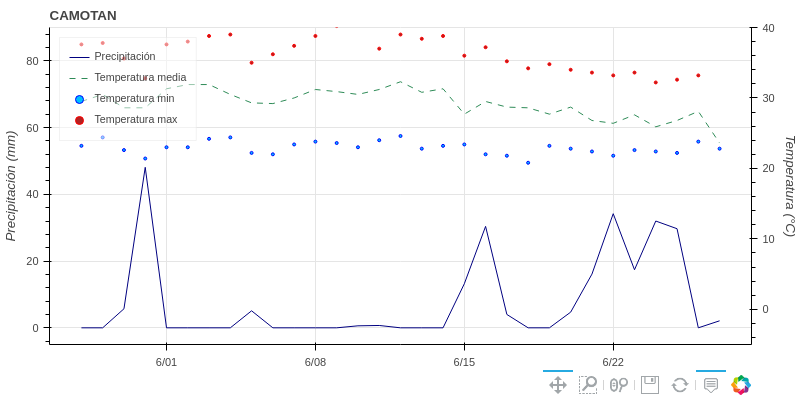 CAMOTAN
Precipitación
Temperatura media
Temperatura min
Temperatura max
Precipitación (mm)
80
60
40
20
0
Temperatura (°C)
40
30
20
10
0
6/01
6/08
6/15
6/22